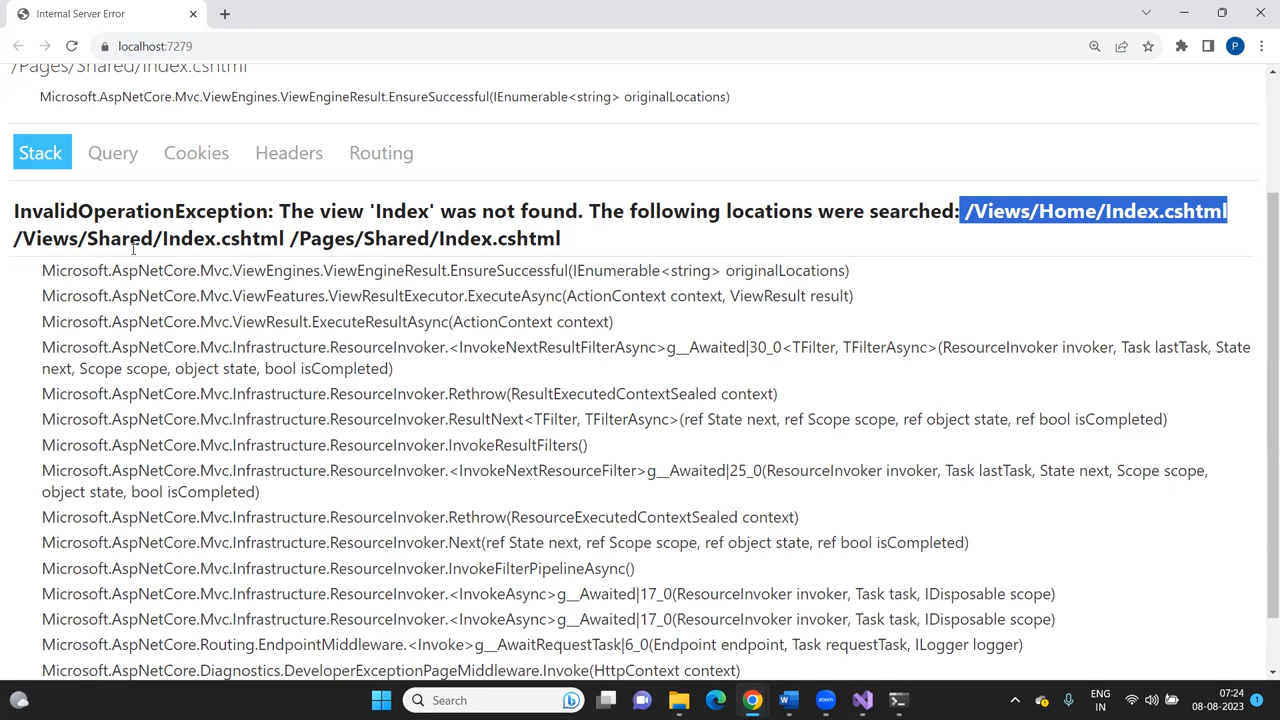 Internal Server Error
localhost:7279
P
/Pages/Shared/Index.cshtml
Microsoft.AspNetCore.Mvc.ViewEngines.ViewEngineResult.EnsureSuccessful(IEnumerable<string> originalLocations)
Stack Query Cookies Headers Routing
InvalidOperationException: The view 'Index' was not found. The following locations were searched: /Views/Home/Index.cshtml
/Views/Shared/Index.cshtml /Pages/Shared/Index.cshtml
Microsoft.AspNetCore.Mvc.ViewEngines.ViewEngineResult.EnsureSuccessful(IEnumerable<string> originalLocations)
Microsoft.AspNetCore.Mvc.ViewFeatures.ViewResultExecutor.ExecuteAsync(ActionContext context, ViewResult result)
Microsoft.AspNetCore.Mvc.ViewResult.ExecuteResultAsync(ActionContext context)
Microsoft.AspNetCore.Mvc.Infrastructure.ResourceInvoker.<InvokeNextResultFilterAsync>g__Awaited|30_0<TFilter, TFilterAsync>(ResourceInvoker invoker, Task lastTask, State
next, Scope scope, object state, bool isCompleted)
Microsoft.AspNetCore.Mvc.Infrastructure.ResourceInvoker.Rethrow(ResultExecutedContextSealed context)
Microsoft.AspNetCore.Mvc.Infrastructure.ResourceInvoker.ResultNext<TFilter, TFilterAsync>(ref State next, ref Scope scope, ref object state, ref bool isCompleted)
Microsoft.AspNetCore.Mvc.Infrastructure.ResourceInvoker.InvokeResultFilters()
Microsoft.AspNetCore.Mvc.Infrastructure.ResourceInvoker.<InvokeNextResourceFilter>g__Awaited|25_0(ResourceInvoker invoker, Task lastTask, State next, Scope scope,
object state, bool isCompleted)
Microsoft.AspNetCore.Mvc.Infrastructure.ResourceInvoker.Rethrow(ResourceExecutedContextSealed context)
Microsoft.AspNetCore.Mvc.Infrastructure.ResourceInvoker.Next(ref State next, ref Scope scope, ref object state, ref bool isCompleted)
Microsoft.AspNetCore.Mvc.Infrastructure.ResourceInvoker.InvokeFilterPipelineAsync()
Microsoft.AspNetCore.Mvc.Infrastructure.ResourceInvoker.<InvokeAsync>g__Awaited|17_0(ResourceInvoker invoker, Task task, IDisposable scope)
Microsoft.AspNetCore.Mvc.Infrastructure.ResourceInvoker.<InvokeAsync>g__Awaited|17_0(ResourceInvoker invoker, Task task, IDisposable scope)
Microsoft.AspNetCore.Routing.EndpointMiddleware.<Invoke>g__AwaitRequestTask|6_0(Endpoint endpoint, Task requestTask, ILogger logger)
Microsoft.AspNetCore.Diagnostics.DeveloperExceptionPageMiddleware.Invoke(HttpContext context)
Search
zoom
ENG
IN
07:24
08-08-2023